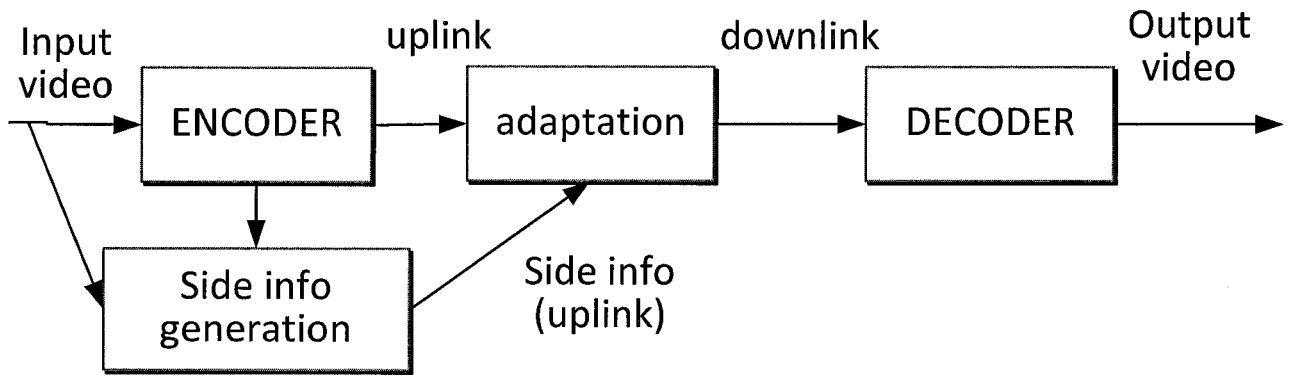 Input
video
uplink
downlink
Output
video
ENCODER
adaptation
DECODER
Side info
generation
Side info
(uplink)